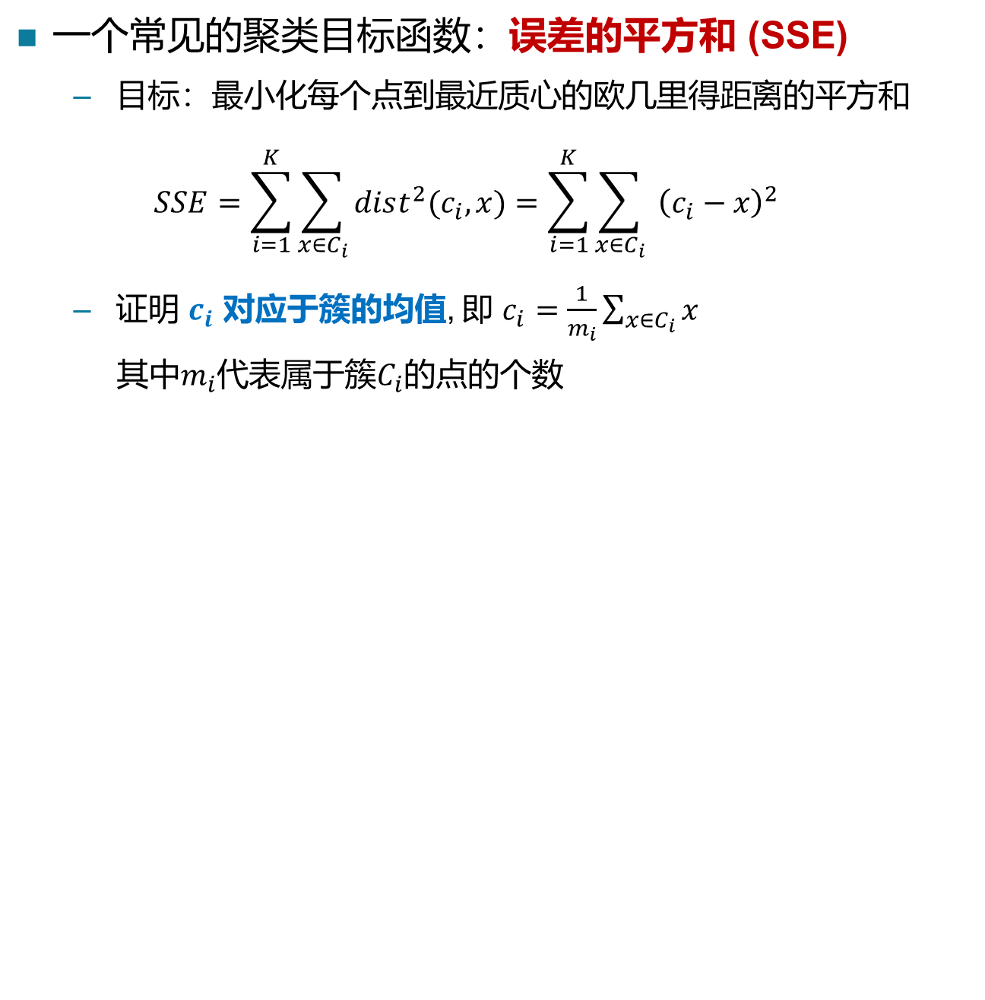 ■ 一个常见的聚类目标函数：误差的平方和 (SSE)
– 目标：最小化每个点到最近质心的欧几里得距离的平方和
$SSE = \sum_{i=1}^{K} \sum_{x \in C_i} dist^2(c_i, x) = \sum_{i=1}^{K} \sum_{x \in C_i} (c_i - x)^2$
– 证明 $c_i$ 对应于簇的均值, 即 $c_i = \frac{1}{m_i} \sum_{x \in C_i} x$
其中$m_i$代表属于簇$C_i$的点的个数